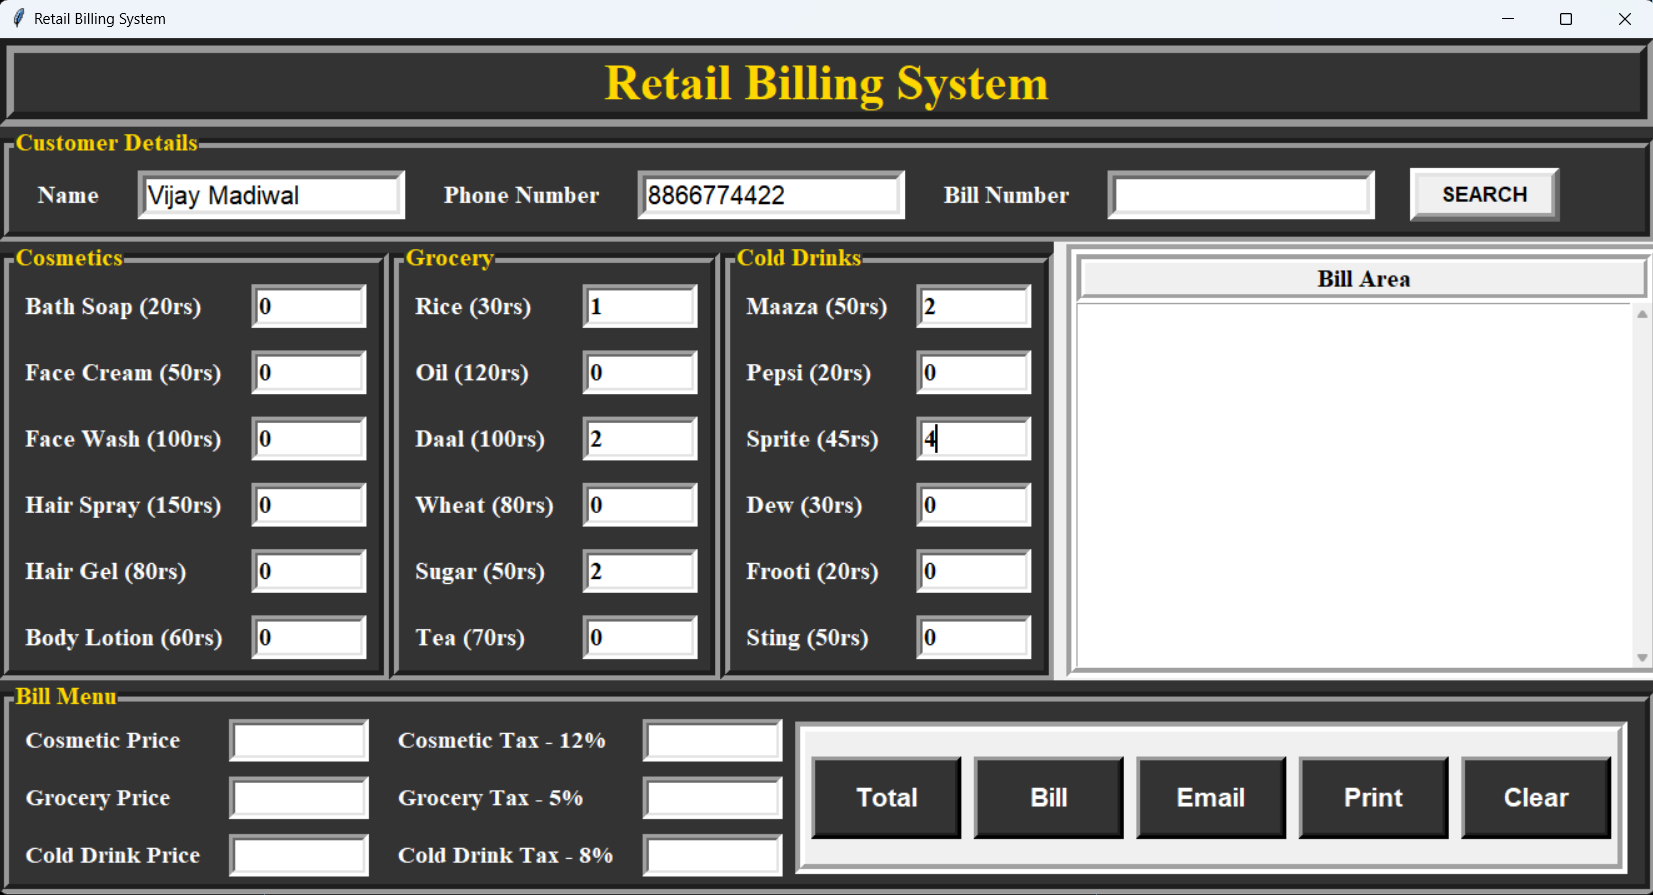 Retail Billing System
Retail Billing System
Customer Details
Name Vijay Madiwal Phone Number 8866774422 Bill Number SEARCH
Cosmetics
Bath Soap (20rs) 0
Face Cream (50rs) 0
Face Wash (100rs) 0
Hair Spray (150rs) 0
Hair Gel (80rs) 0
Body Lotion (60rs) 0
Grocery
Rice (30rs) 1
Oil (120rs) 0
Daal (100rs) 2
Wheat (80rs) 0
Sugar (50rs) 2
Tea (70rs) 0
Cold Drinks
Maaza (50rs) 2
Pepsi (20rs) 0
Sprite (45rs) 4
Dew (30rs) 0
Frooti (20rs) 0
Sting (50rs) 0
Bill Area
Bill Menu
Cosmetic Price Cosmetic Tax - 12%
Grocery Price Grocery Tax - 5%
Cold Drink Price Cold Drink Tax - 8%
Total Bill Email Print Clear